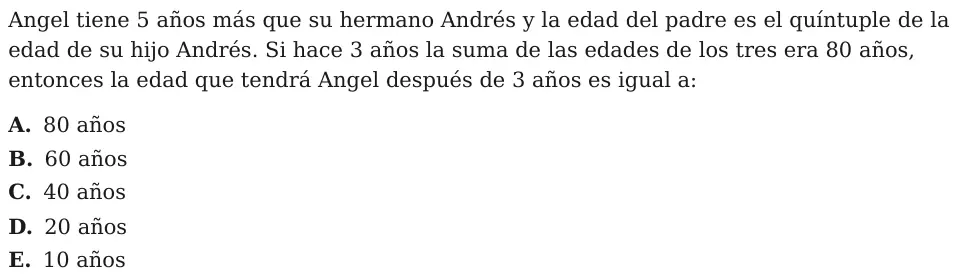 Angel tiene 5 años más que su hermano Andrés y la edad del padre es el quíntuple de la
edad de su hijo Andrés. Si hace 3 años la suma de las edades de los tres era 80 años,
entonces la edad que tendrá Angel después de 3 años es igual a:
A. 80 años
B. 60 años
C. 40 años
D. 20 años
E. 10 años